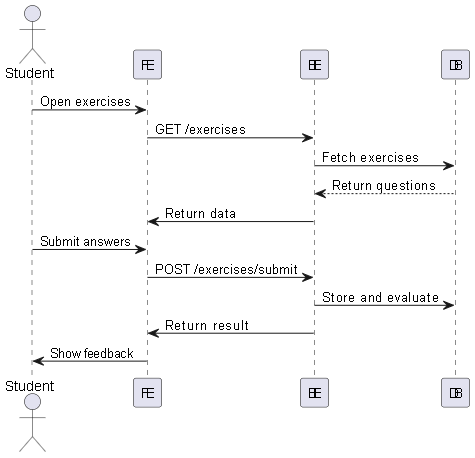 Student
FE
BE
DB
Open exercises
GET /exercises
Fetch exercises
Return questions
Return data
Submit answers
POST /exercises/submit
Store and evaluate
Return result
Show feedback
Student
FE
BE
DB